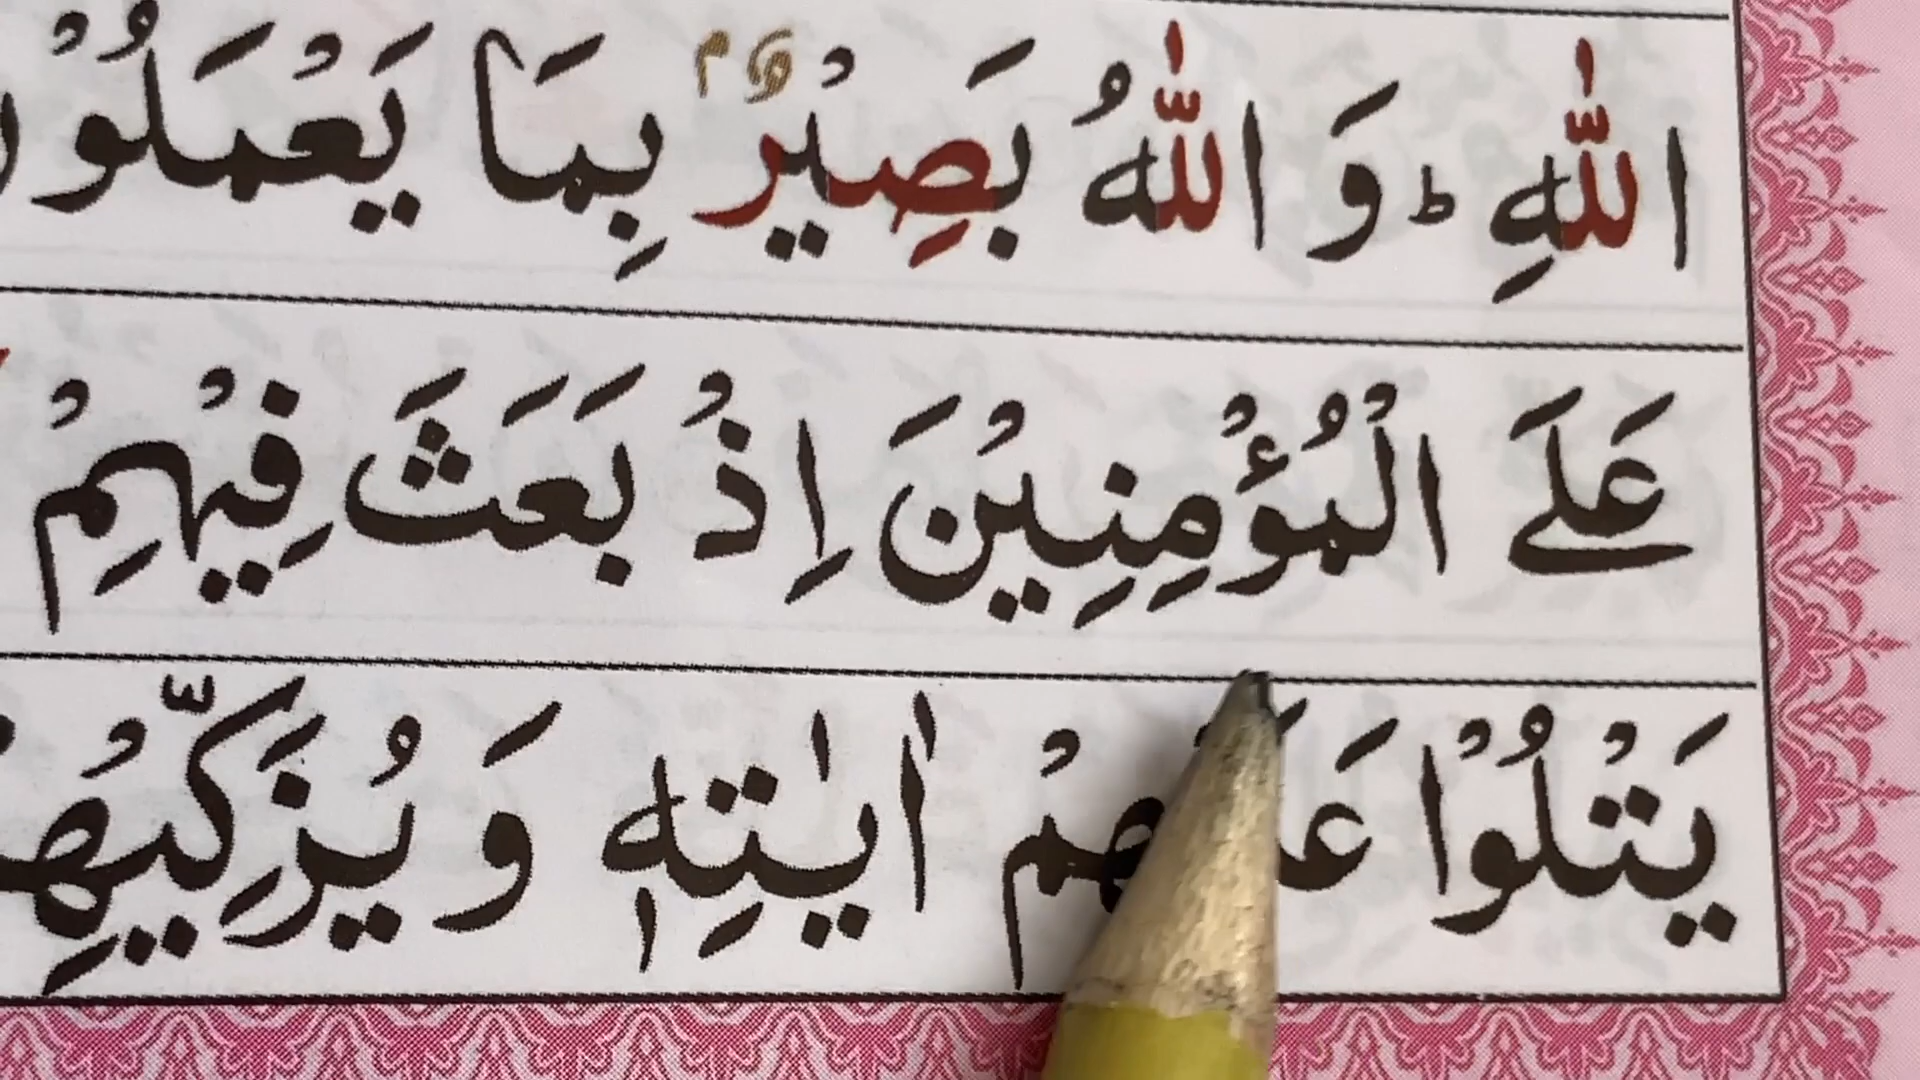 اللّٰهِ ؕ وَ اللّٰهُ بَصِيْرٌۢ بِمَا يَعْمَلُوْ
عَلَے الْمُؤْمِنِيْنَ اِذْ بَعَثَ فِيْهِمْ
يَتْلُوْا عَلَيْهِمْ اٰيٰتِهٖ وَ يُزَكِّيْهِ